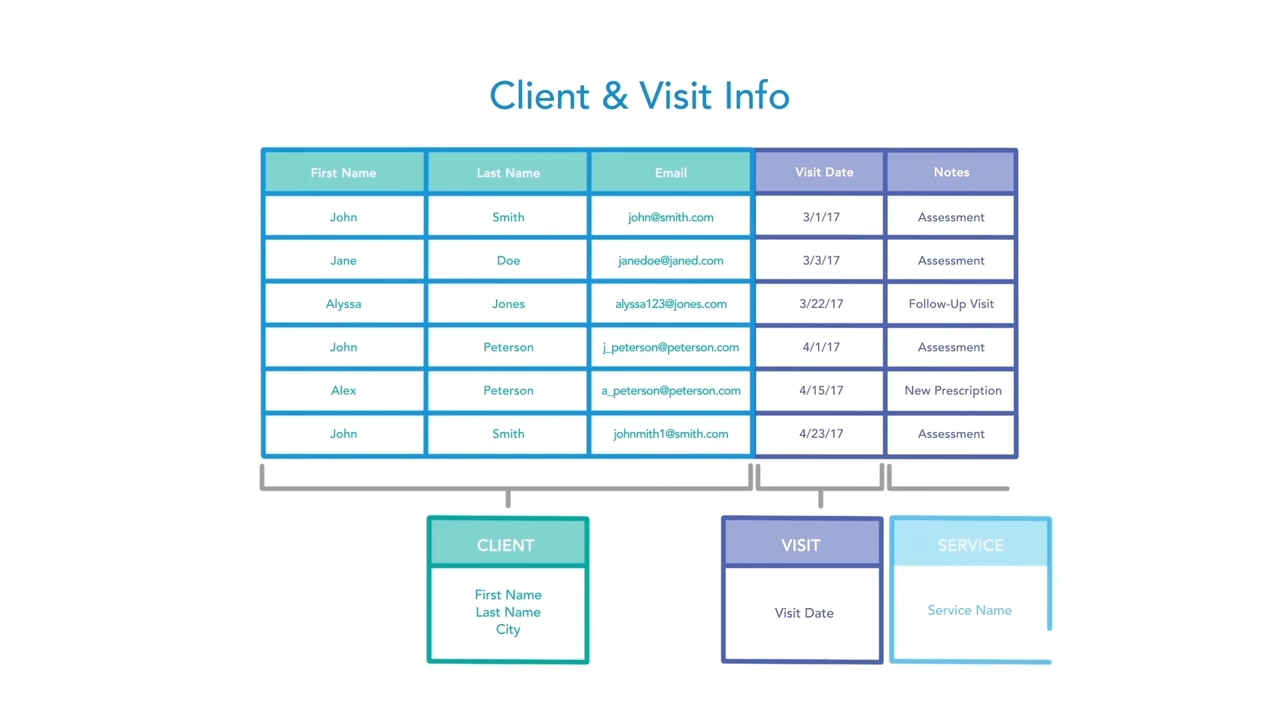 Client & Visit Info
First Name Last Name Email Visit Date Notes
John Smith john@smith.com 3/1/17 Assessment
Jane Doe janedoe@janed.com 3/3/17 Assessment
Alyssa Jones alyssa123@jones.com 3/22/17 Follow-Up Visit
John Peterson j_peterson@peterson.com 4/1/17 Assessment
Alex Peterson a_peterson@peterson.com 4/15/17 New Prescription
John Smith johnmith1@smith.com 4/23/17 Assessment
CLIENT
First Name
Last Name
City
VISIT
Visit Date
SERVICE
Service Name